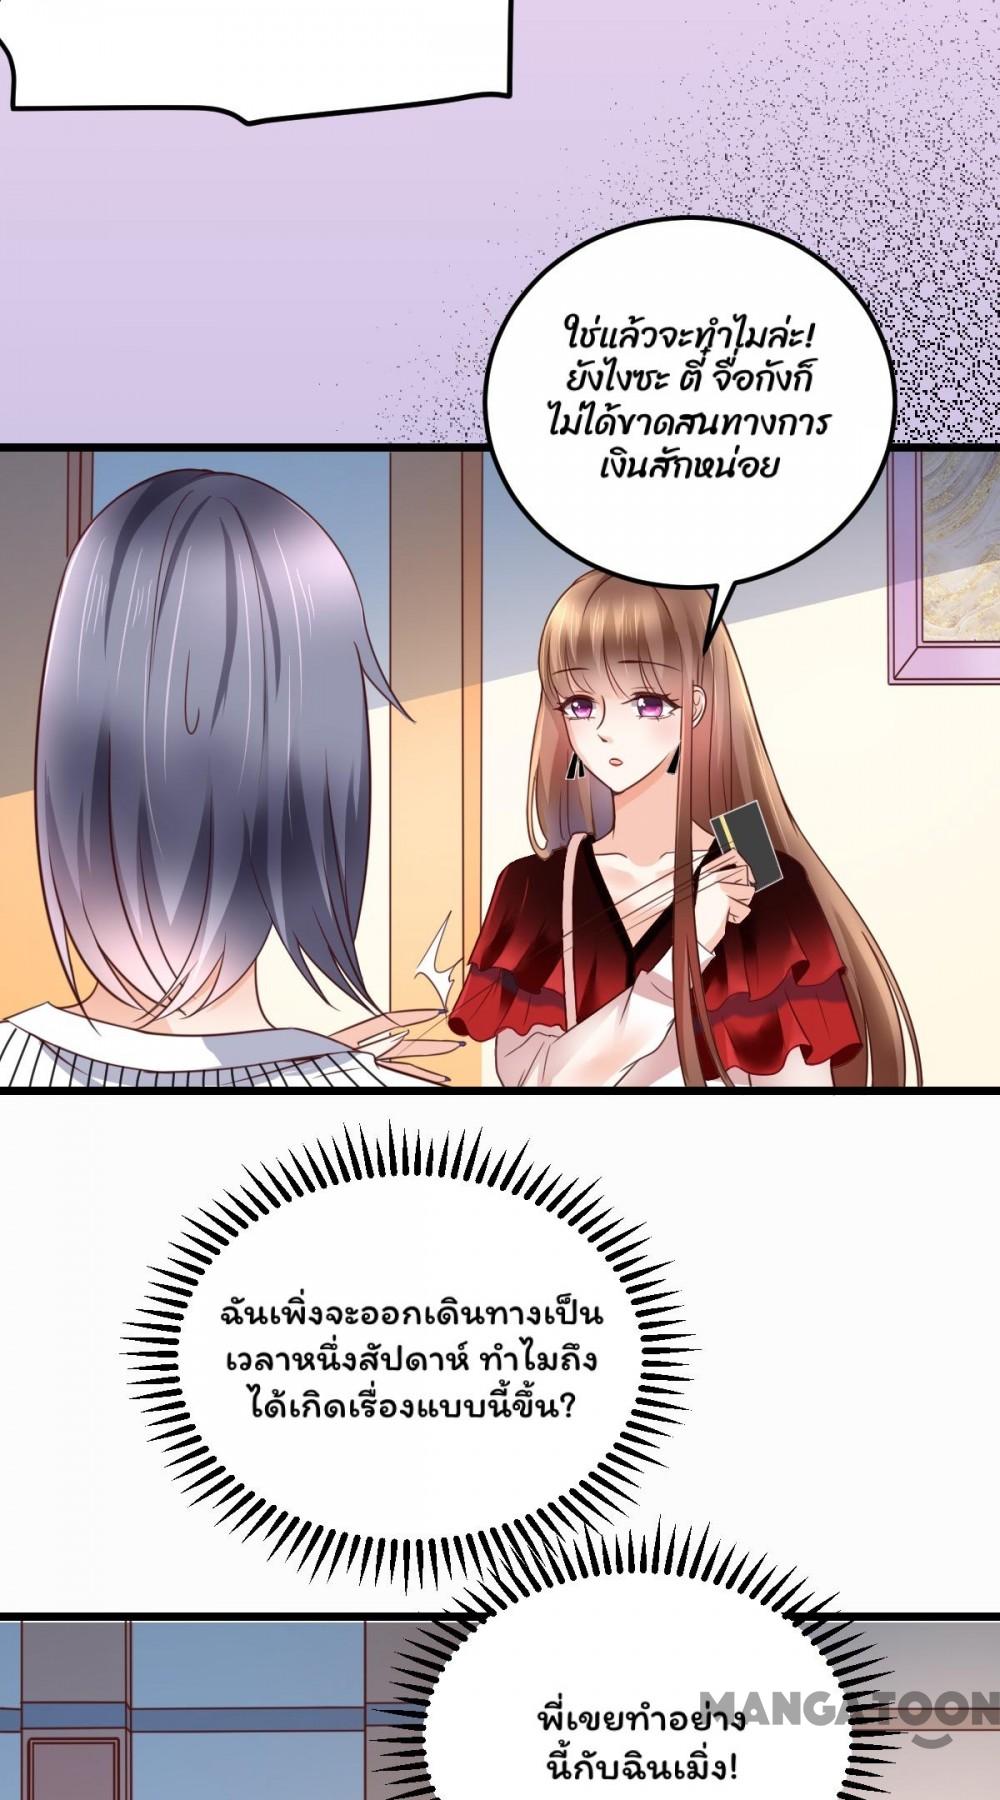 ใช่แล้วจะทำไมล่ะ!
ยังไงซะ ตี๋ จื่อกังก็
ไม่ได้ขาดสนทางการ
เงินสักหน่อย
ฉันเพิ่งจะออกเดินทางเป็น
เวลาหนึ่งสัปดาห์ ทำไมถึง
ได้เกิดเรื่องแบบนี้ขึ้น?
พี่เขยทำอย่าง
นี้กับฉินเมิ่ง!
MANGATOON